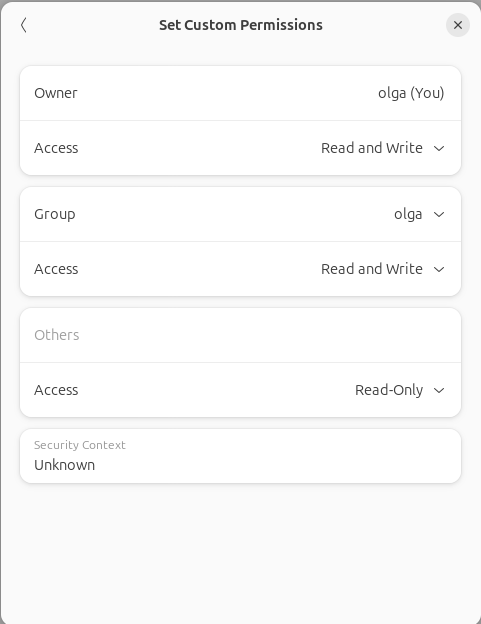 Set Custom Permissions
Owner olga (You)
Access Read and Write
Group olga
Access Read and Write
Others
Access Read-Only
Security Context
Unknown